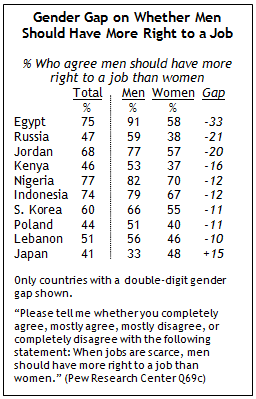 Gender Gap on Whether Men
Should Have More Right to a Job
% Who agree men should have more
right to a job than women
Total Men Women Gap
% % %
Egypt 75 91 58 -33
Russia 47 59 38 -21
Jordan 68 77 57 -20
Kenya 46 53 37 -16
Nigeria 77 82 70 -12
Indonesia 74 79 67 -12
S. Korea 60 66 55 -11
Poland 44 51 40 -11
Lebanon 51 56 46 -10
Japan 41 33 48 +15
Only countries with a double-digit gender
gap shown.
“Please tell me whether you completely
agree, mostly agree, mostly disagree, or
completely disagree with the following
statement: When jobs are scarce, men
should have more right to a job than
women.” (Pew Research Center Q69c)